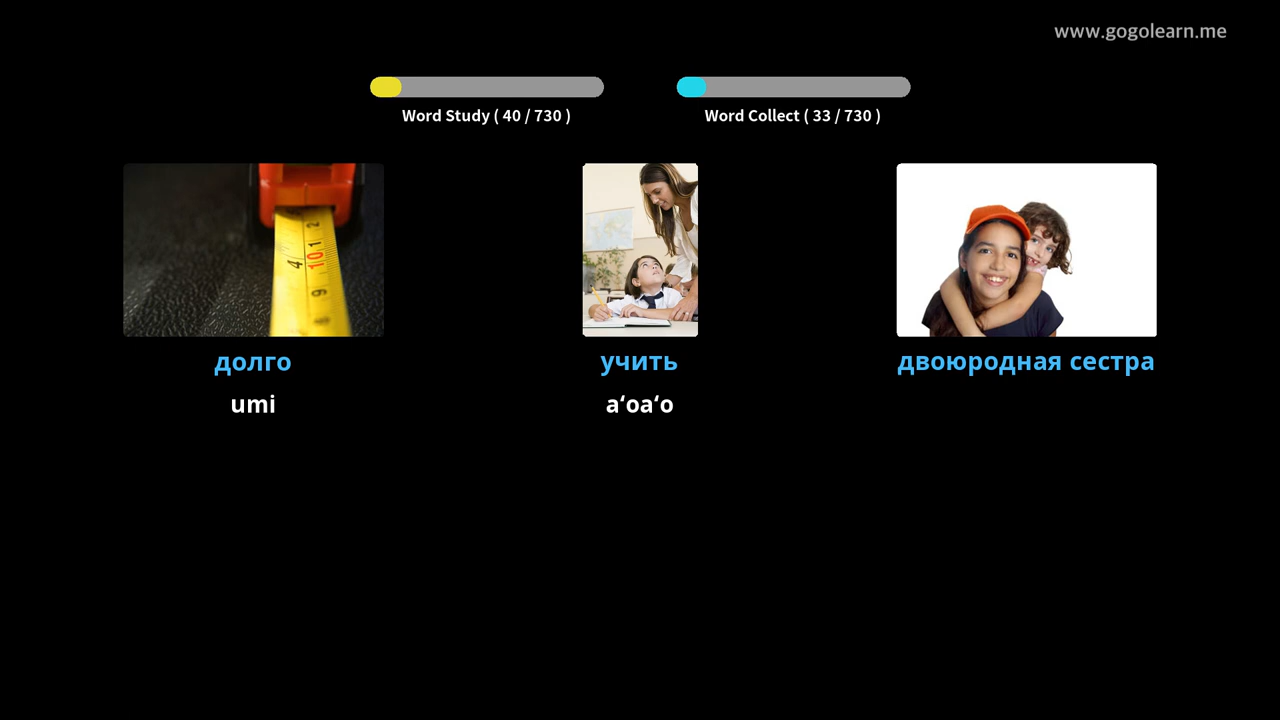 www.gogolearn.me
Word Study ( 40 / 730 )
Word Collect ( 33 / 730 )
долго
учить
двоюродная сестра
umi
aʻoaʻo